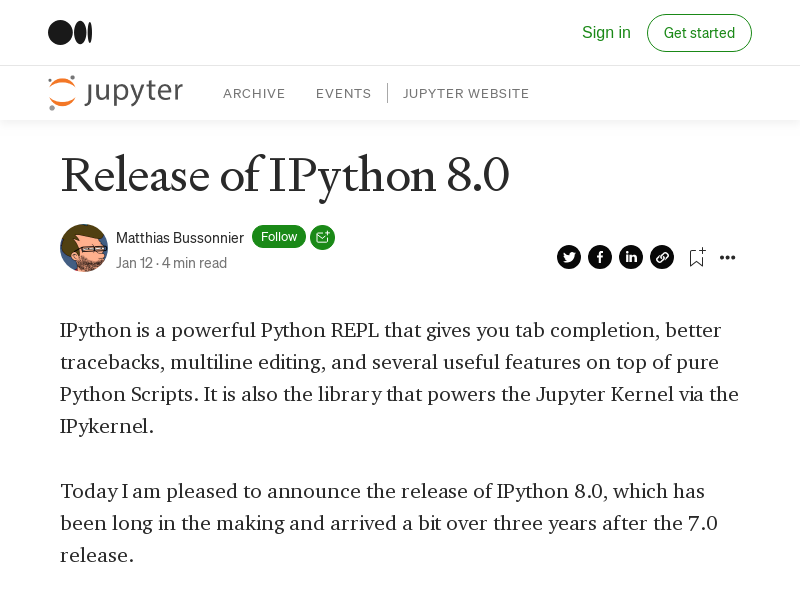 Sign in
Get started
jupyter
ARCHIVE
EVENTS
JUPYTER WEBSITE
Release of IPython 8.0
Matthias Bussonnier
Follow
Jan 12 · 4 min read
IPython is a powerful Python REPL that gives you tab completion, better
tracebacks, multiline editing, and several useful features on top of pure
Python Scripts. It is also the library that powers the Jupyter Kernel via the
IPykernel.
Today I am pleased to announce the release of IPython 8.0, which has
been long in the making and arrived a bit over three years after the 7.0
release.